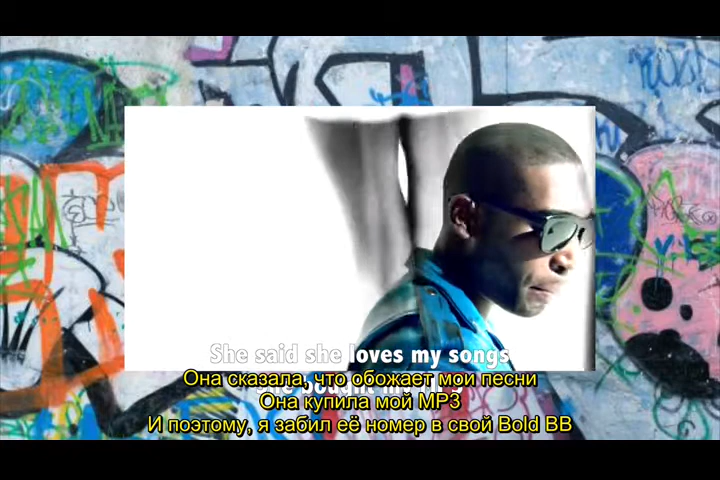 She said she loves my songs
Она сказала, что обожает мои песни
Она купила мой MP3
И поэтому, я забил её номер в свой Bold BB